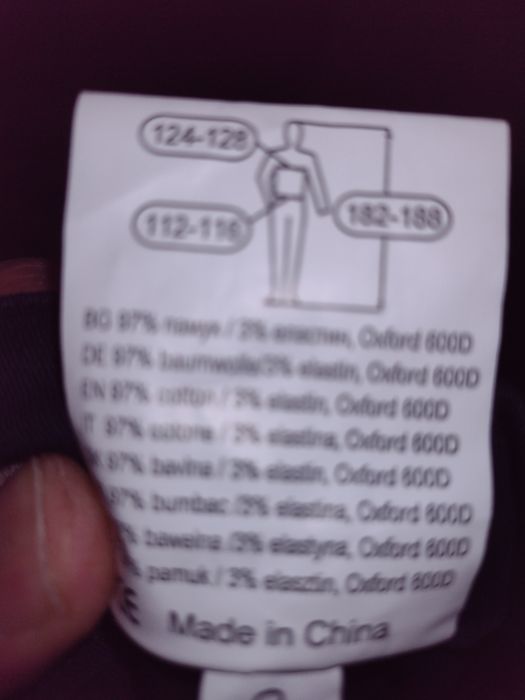 124-128
112-116
182-188
BG 97% памук / 3% еластан, Oxford 600D
DE 97% baumwolle/3% elastin, Oxford 600D
EN 97% cotton / 3% elastin, Oxford 600D
IT 97% cotone / 3% elastina, Oxford 600D
97% bavlna / 3% elastin, Oxford 600D
97% bumbac /3% elastina, Oxford 600D
% bawelna /3% elastyna, Oxford 600D
% pamuk / 3% elasztin, Oxford 600D
CE Made in China